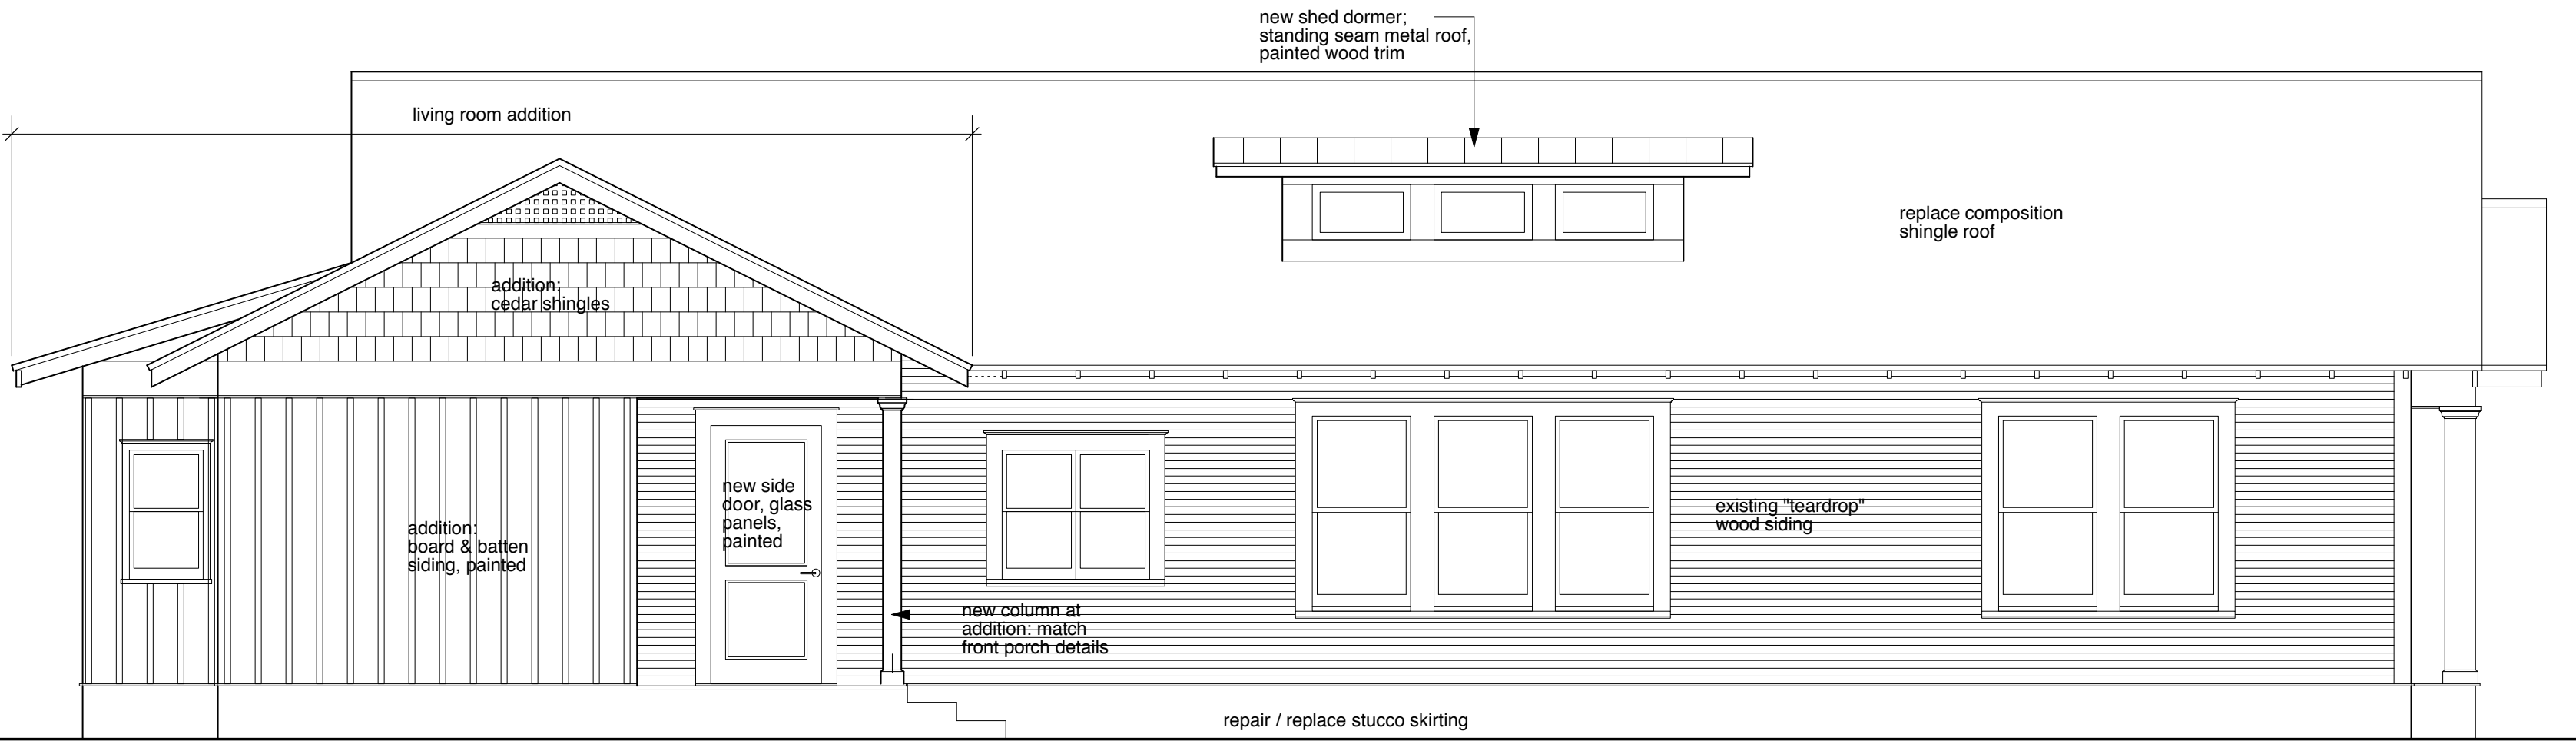 new shed dormer;
standing seam metal roof,
painted wood trim
living room addition
replace composition
shingle roof
addition:
cedar shingles
new side
door, glass
panels,
painted
existing "teardrop"
wood siding
addition:
board & batten
siding, painted
new column at
addition: match
front porch details
repair / replace stucco skirting